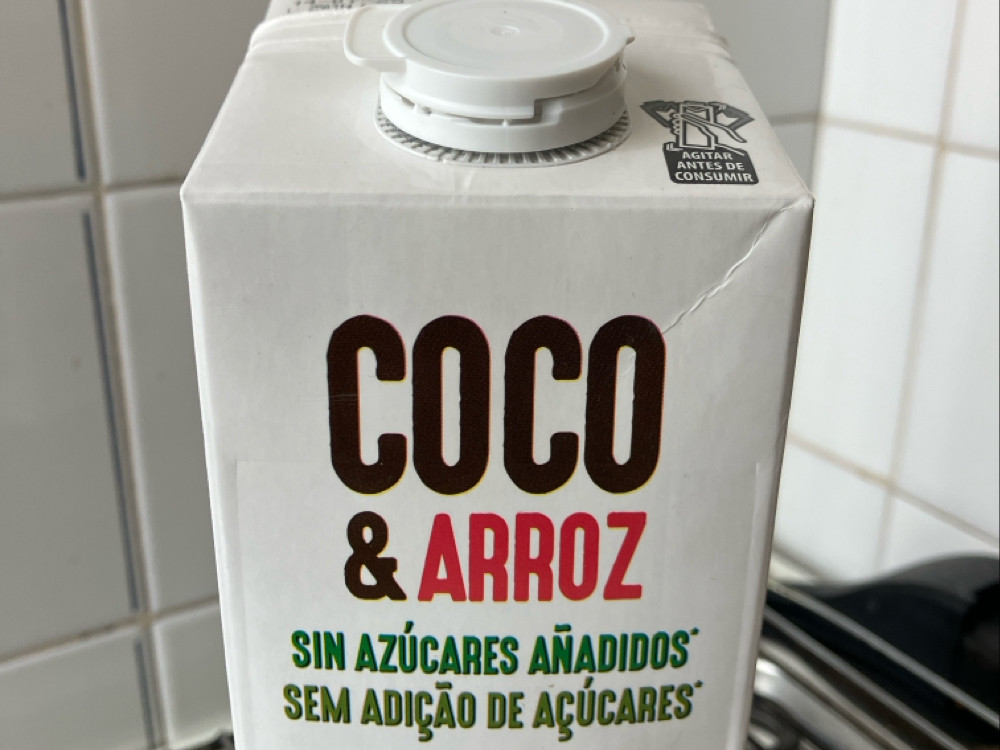 AGITAR
ANTES DE
CONSUMIR
COCO
& ARROZ
SIN AZÚCARES AÑADIDOS*
SEM ADIÇÃO DE AÇÚCARES*